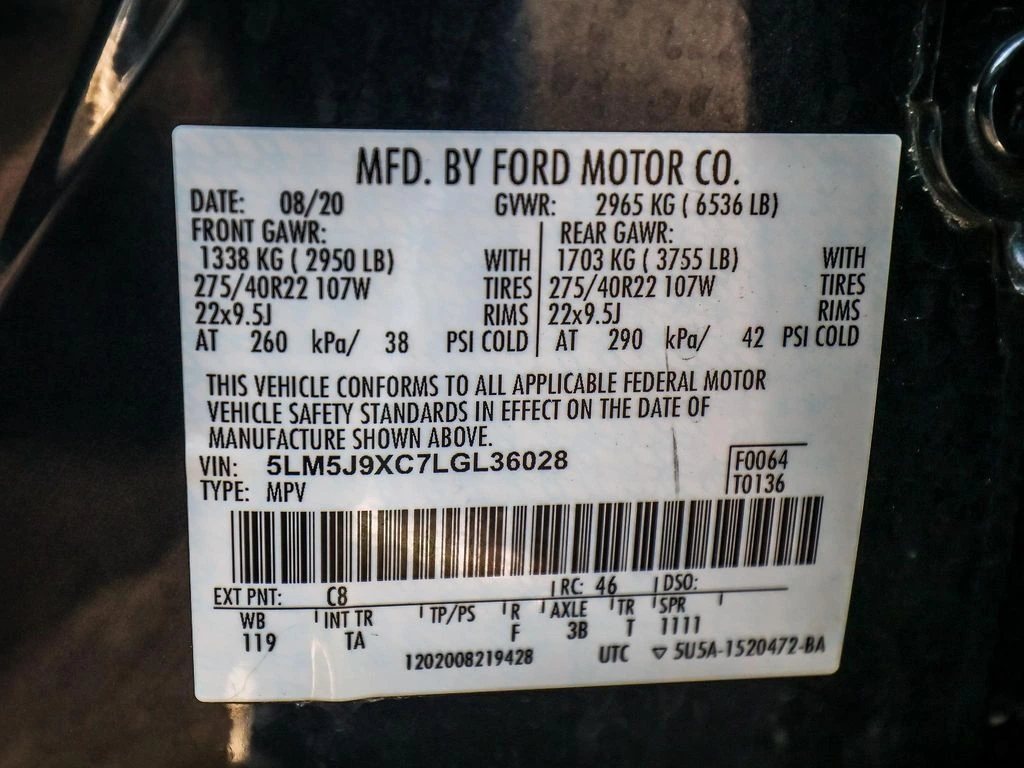 MFD. BY FORD MOTOR CO.
DATE: 08/20 GVWR: 2965 KG ( 6536 LB)
FRONT GAWR: REAR GAWR:
1338 KG ( 2950 LB) WITH 1703 KG ( 3755 LB) WITH
275/40R22 107W TIRES 275/40R22 107W TIRES
22x9.5J RIMS 22x9.5J RIMS
AT 260 kPa/ 38 PSI COLD AT 290 kPa/ 42 PSI COLD
THIS VEHICLE CONFORMS TO ALL APPLICABLE FEDERAL MOTOR
VEHICLE SAFETY STANDARDS IN EFFECT ON THE DATE OF
MANUFACTURE SHOWN ABOVE.
VIN: 5LM5J9XC7LGL36028 F0064
TYPE: MPV T0136
EXT PNT: C8 RC: 46 DSO:
WB INT TR TP/PS R AXLE TR SPR
119 TA F 3B T 1111
1202008219428 UTC ▽ 5U5A-1520472-BA